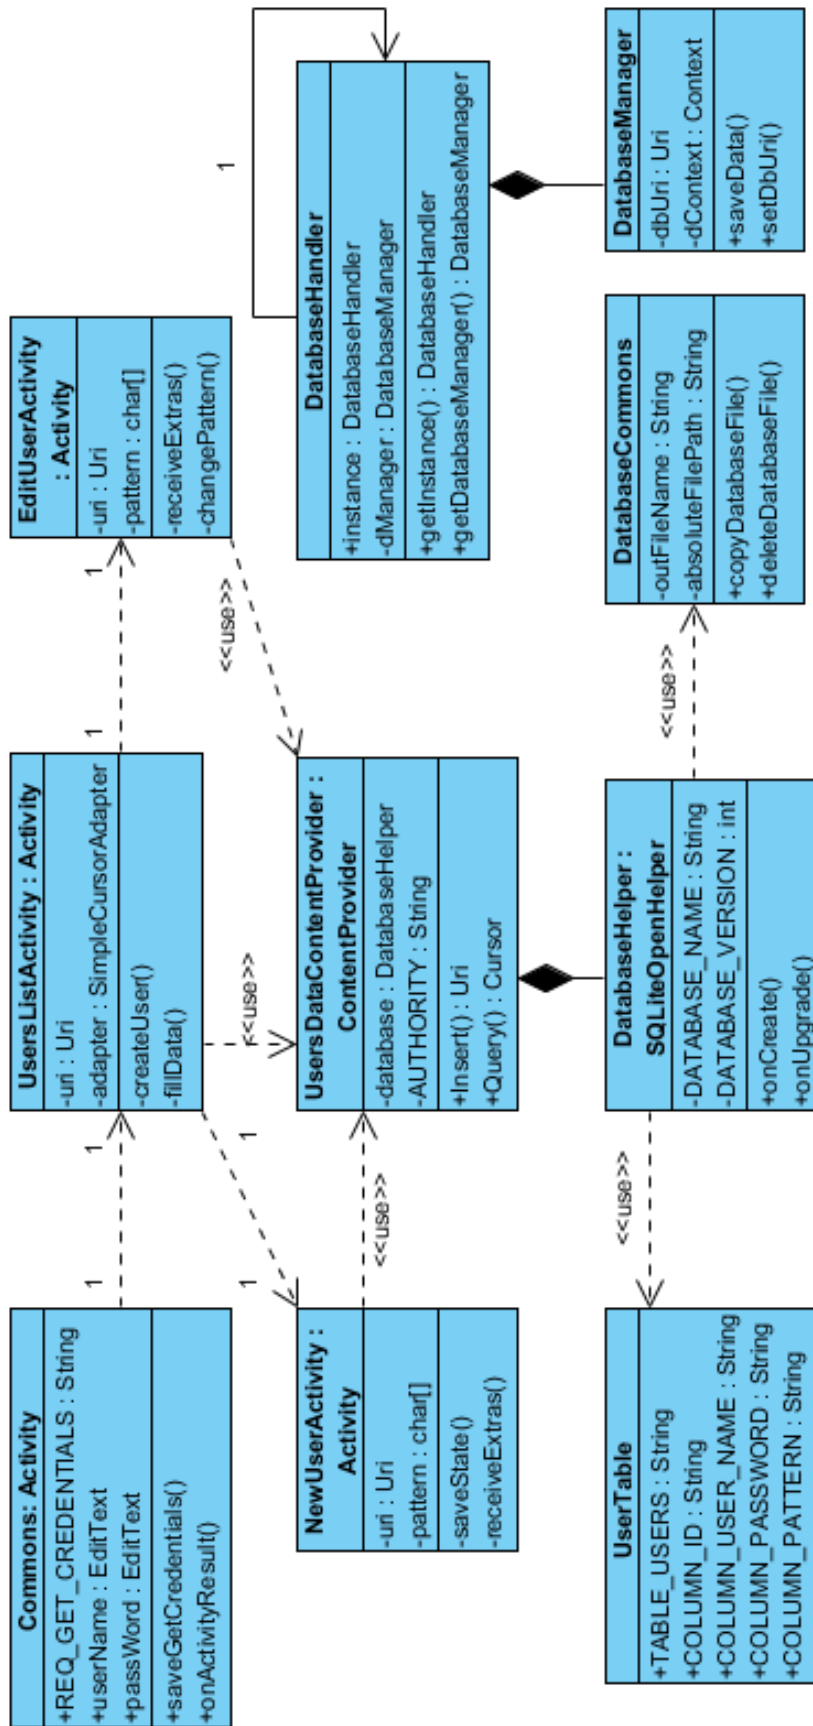 Commons: Activity
+REQ_GET_CREDENTIALS : String
+userName : EditText
+passWord : EditText
+saveGetCredentials()
+onActivityResult()
1
1
UsersListActivity : Activity
-uri : Uri
-adapter : SimpleCursorAdapter
-createUser()
-fillData()
1
1
EditUserActivity
: Activity
-uri : Uri
-pattern : char[]
-receiveExtras()
-changePattern()
1
1
<<use>>
<<use>>
1
NewUserActivity :
Activity
-uri : Uri
-pattern : char[]
-saveState()
-receiveExtras()
<<use>>
UsersDataContentProvider :
ContentProvider
-database : DatabaseHelper
-AUTHORITY : String
+Insert() : Uri
+Query() : Cursor
DatabaseHandler
+instance : DatabaseHandler
-dManager : DatabaseManager
+getInstance() : DatabaseHandler
+getDatabaseManager() : DatabaseManager
UserTable
+TABLE_USERS : String
+COLUMN_ID : String
+COLUMN_USER_NAME : String
+COLUMN_PASSWORD : String
+COLUMN_PATTERN : String
<<use>>
DatabaseHelper :
SQLiteOpenHelper
-DATABASE_NAME : String
-DATABASE_VERSION : int
+onCreate()
+onUpgrade()
<<use>>
DatabaseCommons
-outFileName : String
-absoluteFilePath : String
+copyDatabaseFile()
+deleteDatabaseFile()
DatabaseManager
-dbUri : Uri
-dContext : Context
+saveData()
+setDbUri()